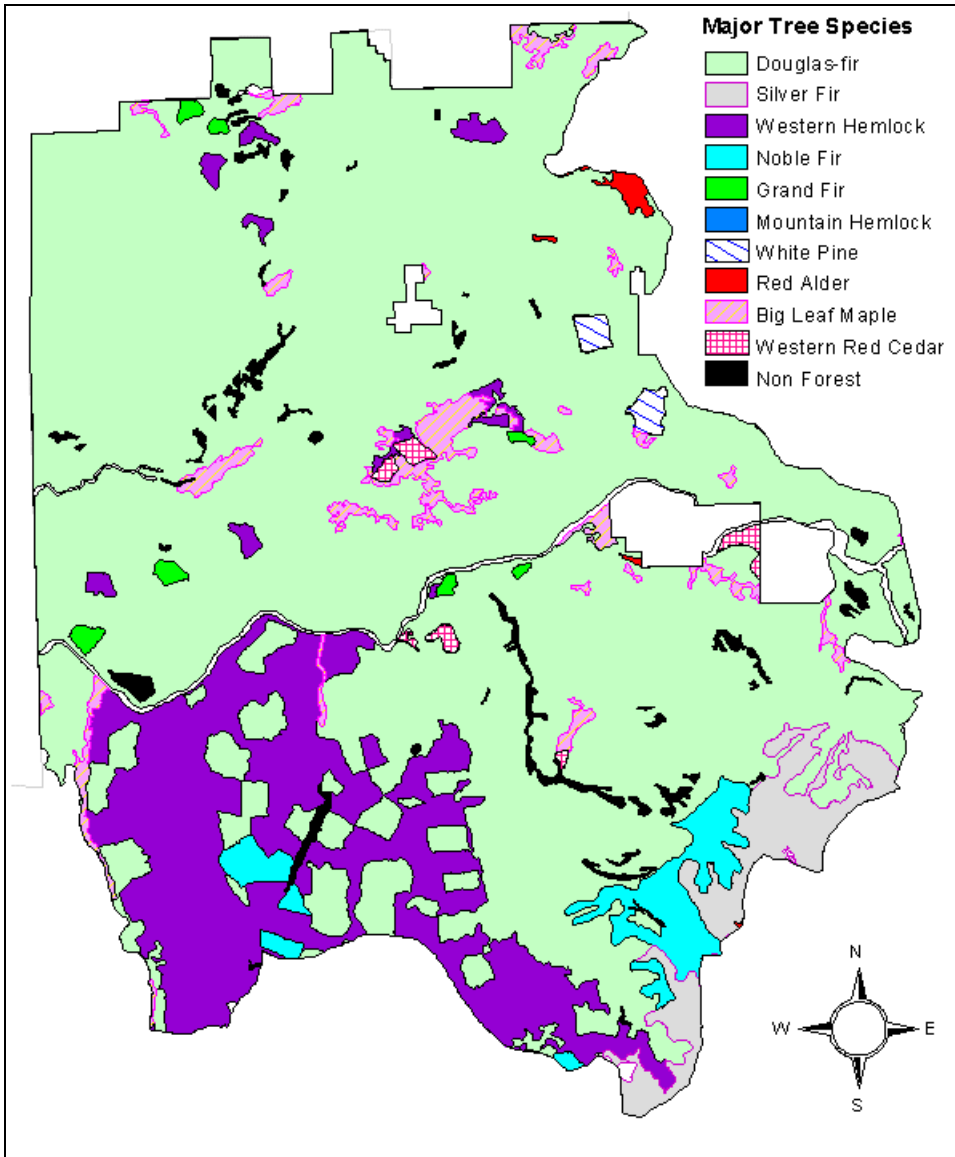 Major Tree Species
Douglas-fir
Silver Fir
Western Hemlock
Noble Fir
Grand Fir
Mountain Hemlock
White Pine
Red Alder
Big Leaf Maple
Western Red Cedar
Non Forest
N
W E
S